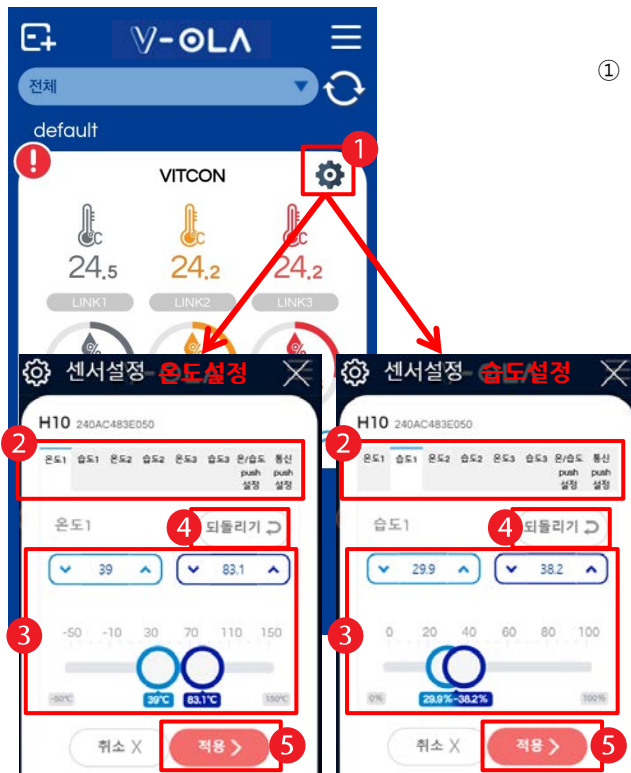 V-OLA
①
전체
default
!
1
VITCON
℃ ℃ ℃
24.5 24.2 24.2
LINK1 LINK2 LINK3
% % %
센서설정- 온도설정
H10 240AC483E050
2
온도1 습도1 온도2 습도2 온도3 습도3 온/습도 push 설정 통신 push 설정
온도1
4 되돌리기
39 83.1
3
-50 -10 30 70 110 150
-50℃ 39℃ 83.1℃ 150℃
취소 X 적용 > 5
센서설정- 습도설정
H10 240AC483E050
2
온도1 습도1 온도2 습도2 온도3 습도3 온/습도 push 설정 통신 push 설정
습도1
4 되돌리기
29.9 38.2
3
0 20 40 60 80 100
0% 29.9%-38.2% 100%
취소 X 적용 > 5